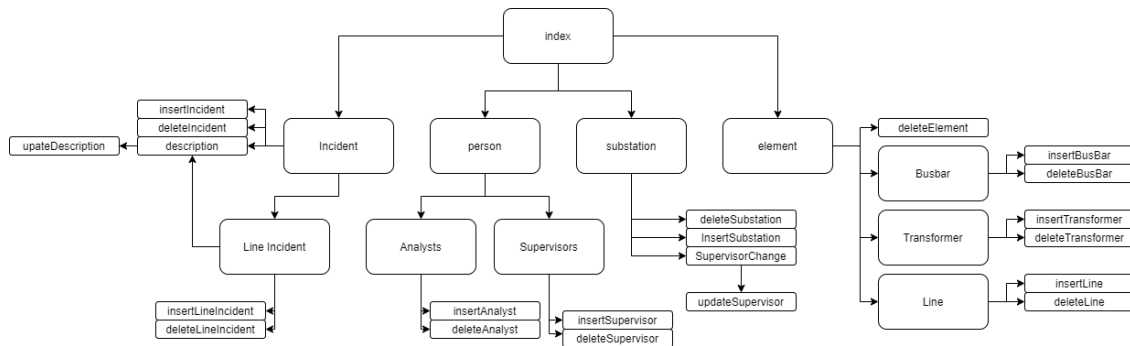 index
insertIncident
deleteIncident
description
upateDescription
Incident
person
substation
element
deleteElement
Busbar
insertBusBar
deleteBusBar
Line Incident
Analysts
Supervisors
deleteSubstation
InsertSubstation
SupervisorChange
updateSupervisor
Transformer
insertTransformer
deleteTransformer
Line
insertLine
deleteLine
insertLineIncident
deleteLineIncident
insertAnalyst
deleteAnalyst
insertSupervisor
deleteSupervisor